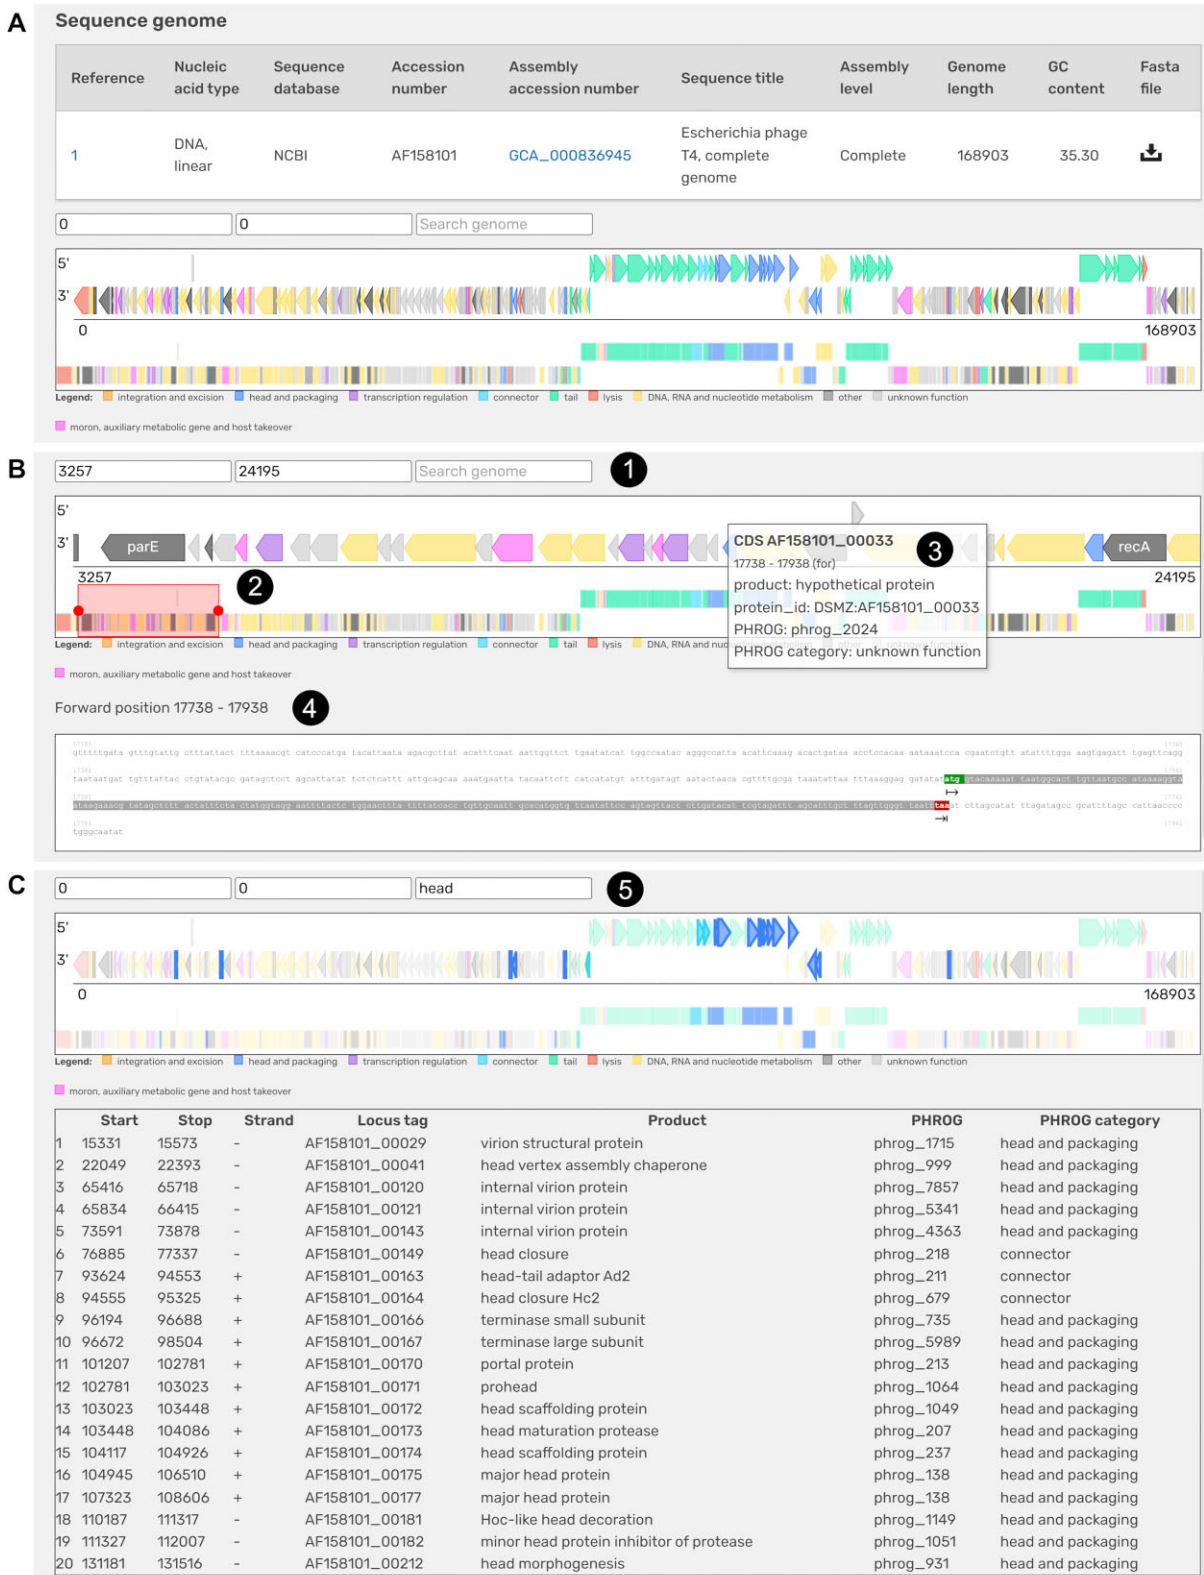 A
Sequence genome
Reference Nucleic acid type Sequence database Accession number Assembly accession number Sequence title Assembly level Genome length GC content Fasta file
1 DNA, linear NCBI AF158101 GCA_000836945 Escherichia phage T4, complete genome Complete 168903 35.30
0 0 Search genome
5'
3'
0 168903
Legend: integration and excision head and packaging transcription regulation connector tail lysis DNA, RNA and nucleotide metabolism other unknown function
moron, auxiliary metabolic gene and host takeover
B
3257 24195 Search genome 1
5'
3' parE recA
3257 24195
2
CDS AF158101_00033 3
17738 - 17938 (for)
product: hypothetical protein
protein_id: DSMZ:AF158101_00033
PHROG: phrog_2024
PHROG category: unknown function
Legend: integration and excision head and packaging transcription regulation connector tail lysis
moron, auxiliary metabolic gene and host takeover
Forward position 17738 - 17938 4
atg
taa
tgggcaatat
C
0 0 head 5
5'
3'
0 168903
Legend: integration and excision head and packaging transcription regulation connector tail lysis DNA, RNA and nucleotide metabolism other unknown function
moron, auxiliary metabolic gene and host takeover
Start Stop Strand Locus tag Product PHROG PHROG category
1 15331 15573 - AF158101_00029 virion structural protein phrog_1715 head and packaging
2 22049 22393 - AF158101_00041 head vertex assembly chaperone phrog_999 head and packaging
3 65416 65718 - AF158101_00120 internal virion protein phrog_7857 head and packaging
4 65834 66415 - AF158101_00121 internal virion protein phrog_5341 head and packaging
5 73591 73878 - AF158101_00143 internal virion protein phrog_4363 head and packaging
6 76885 77337 - AF158101_00149 head closure phrog_218 connector
7 93624 94553 + AF158101_00163 head-tail adaptor Ad2 phrog_211 connector
8 94555 95325 + AF158101_00164 head closure Hc2 phrog_679 connector
9 96194 96688 + AF158101_00166 terminase small subunit phrog_735 head and packaging
10 96672 98504 + AF158101_00167 terminase large subunit phrog_5989 head and packaging
11 101207 102781 + AF158101_00170 portal protein phrog_213 head and packaging
12 102781 103023 + AF158101_00171 prohead phrog_1064 head and packaging
13 103023 103448 + AF158101_00172 head scaffolding protein phrog_1049 head and packaging
14 103448 104086 + AF158101_00173 head maturation protease phrog_207 head and packaging
15 104117 104926 + AF158101_00174 head scaffolding protein phrog_237 head and packaging
16 104945 106510 + AF158101_00175 major head protein phrog_138 head and packaging
17 107323 108606 + AF158101_00177 major head protein phrog_138 head and packaging
18 110187 111317 - AF158101_00181 Hoc-like head decoration phrog_1149 head and packaging
19 111327 112007 - AF158101_00182 minor head protein inhibitor of protease phrog_1051 head and packaging
20 131181 131516 - AF158101_00212 head morphogenesis phrog_931 head and packaging